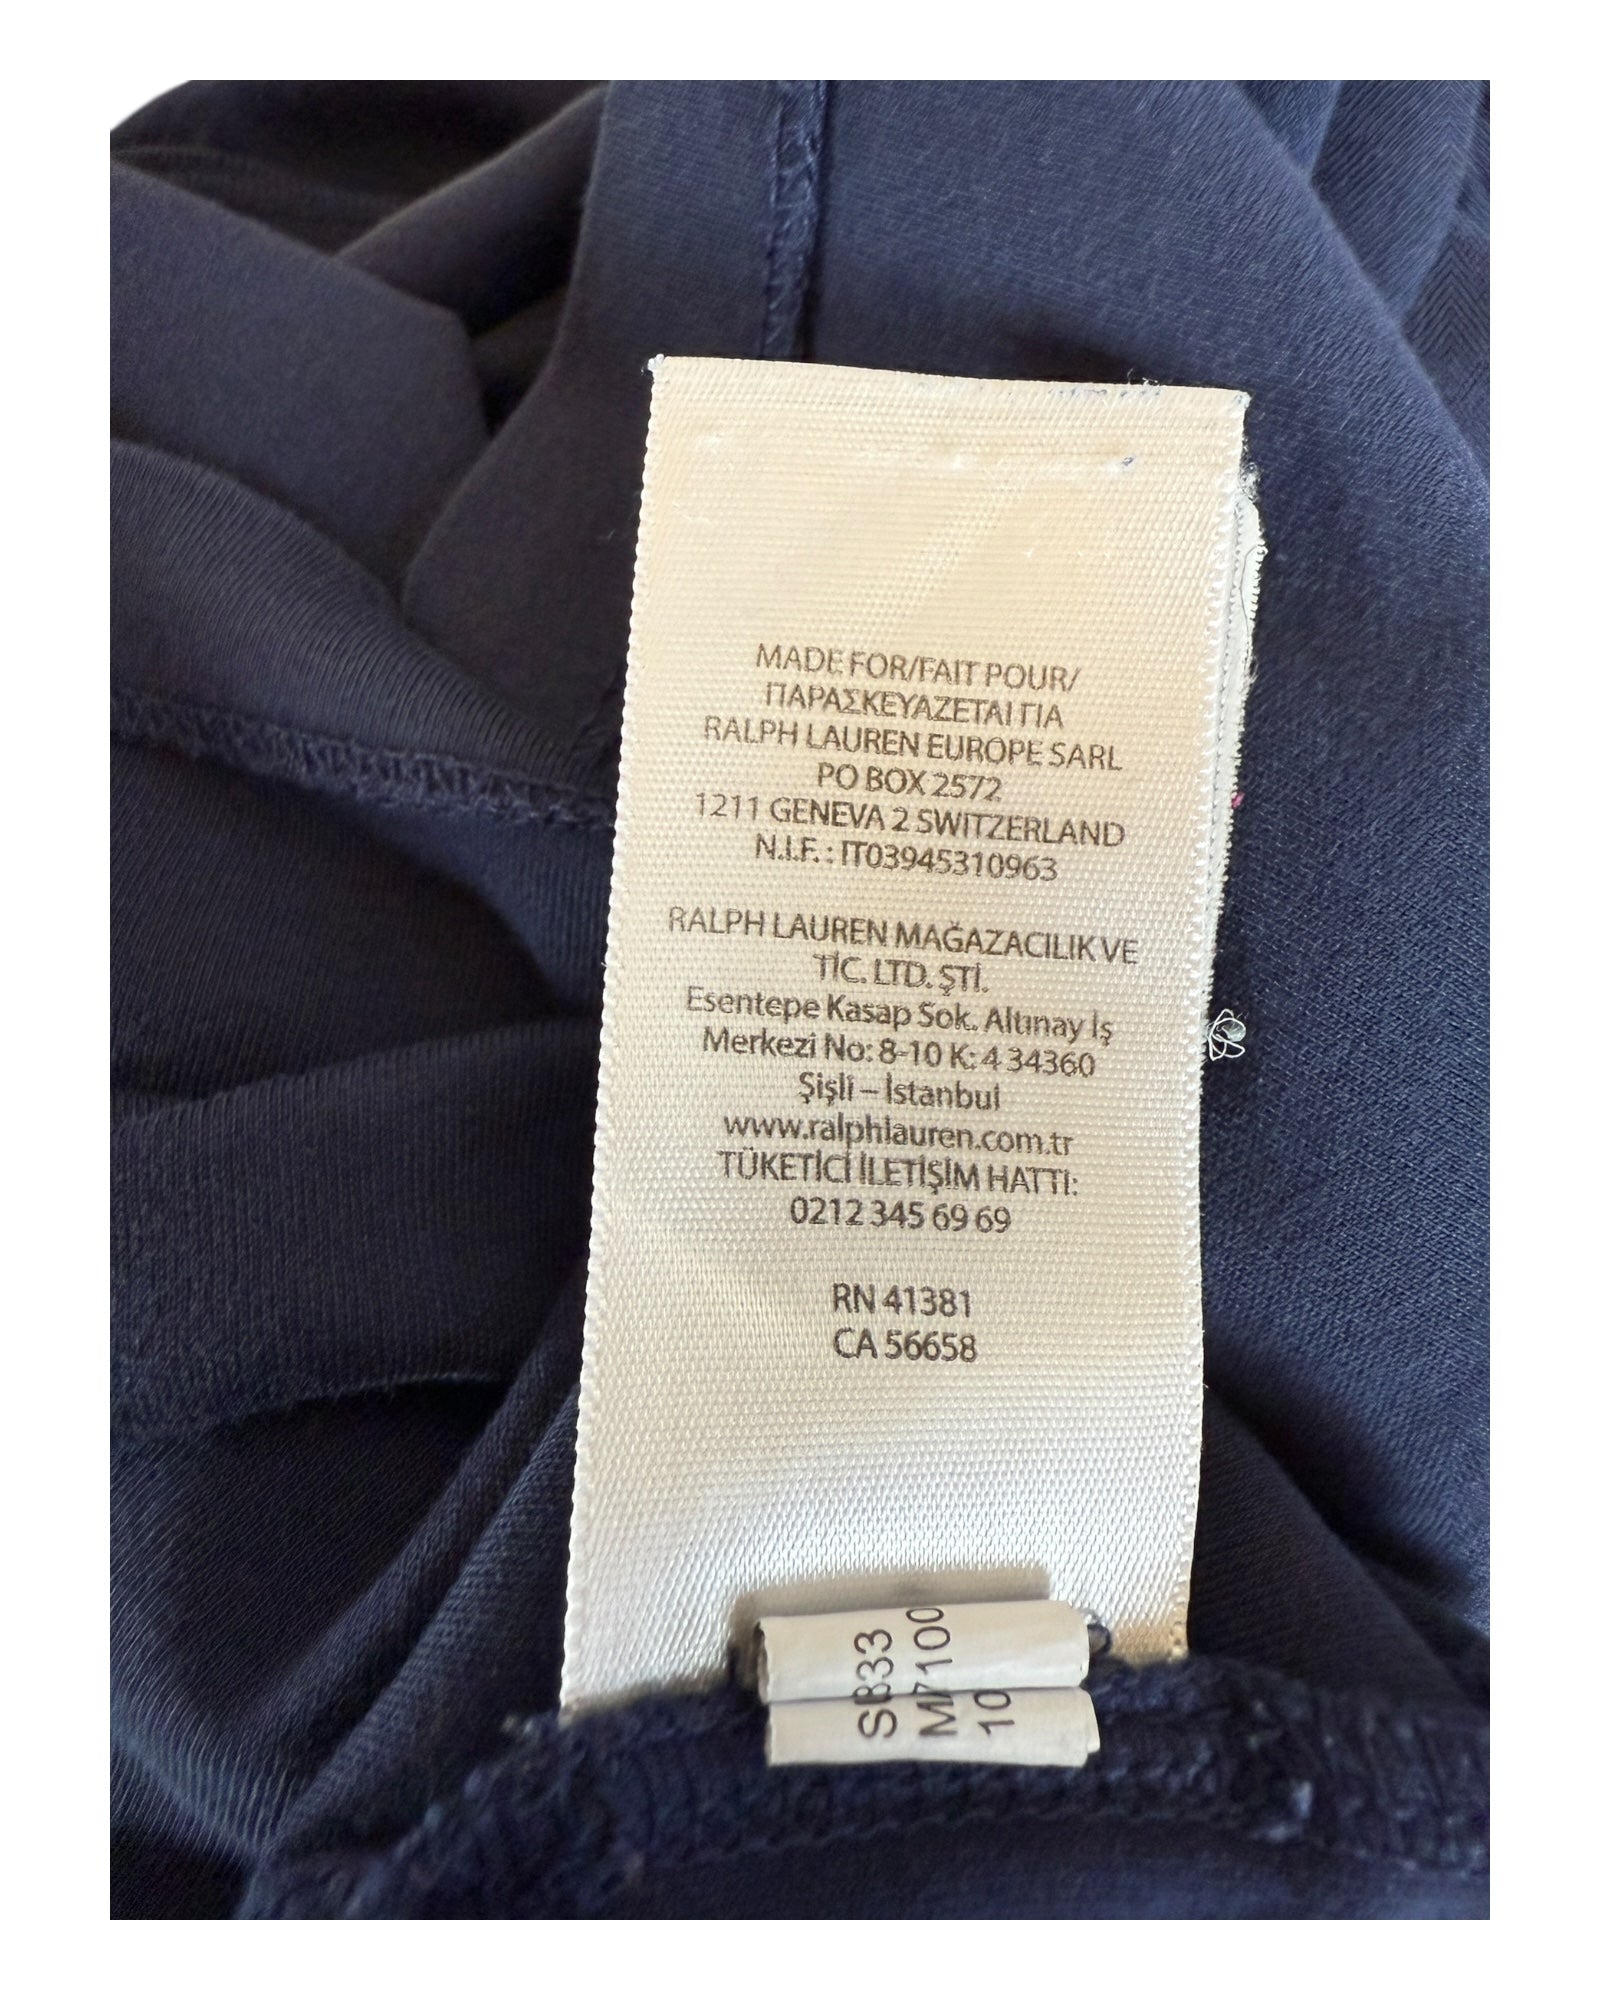 MADE FOR/FAIT POUR/
ΠΑΡΑΣΚΕΥΑΖΕΤΑΙ ΓΙΑ
RALPH LAUREN EUROPE SARL
PO BOX 2572
1211 GENEVA 2 SWITZERLAND
N.I.F. : IT03945310963
RALPH LAUREN MAĞAZACILIK VE
TİC. LTD. ŞTİ.
Esentepe Kasap Sok. Altınay İş
Merkezi No: 8-10 K: 4 34360
Şişli – İstanbul
www.ralphlauren.com.tr
TÜKETİCİ İLETİŞİM HATTI:
0212 345 69 69
RN 41381
CA 56658
10